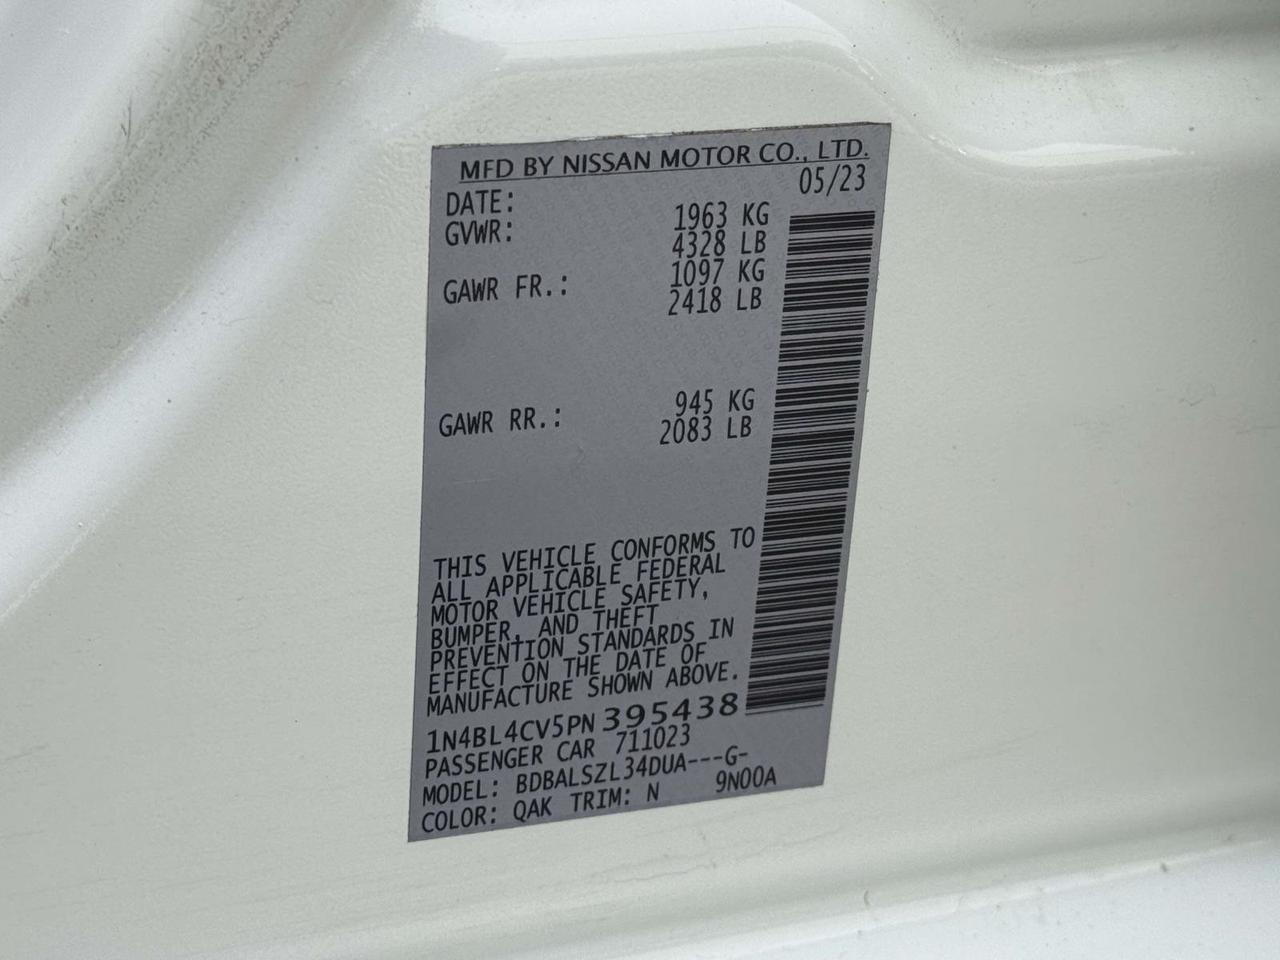 MFD BY NISSAN MOTOR CO., LTD.
DATE: 05/23
GVWR: 1963 KG
4328 LB
GAWR FR.: 1097 KG
2418 LB
GAWR RR.: 945 KG
2083 LB
THIS VEHICLE CONFORMS TO
ALL APPLICABLE FEDERAL
MOTOR VEHICLE SAFETY,
BUMPER, AND THEFT
PREVENTION STANDARDS IN
EFFECT ON THE DATE OF
MANUFACTURE SHOWN ABOVE.
1N4BL4CV5PN395438
PASSENGER CAR 711023
MODEL: BDBALSZL34DUA---G-
COLOR: QAK TRIM: N 9N00A